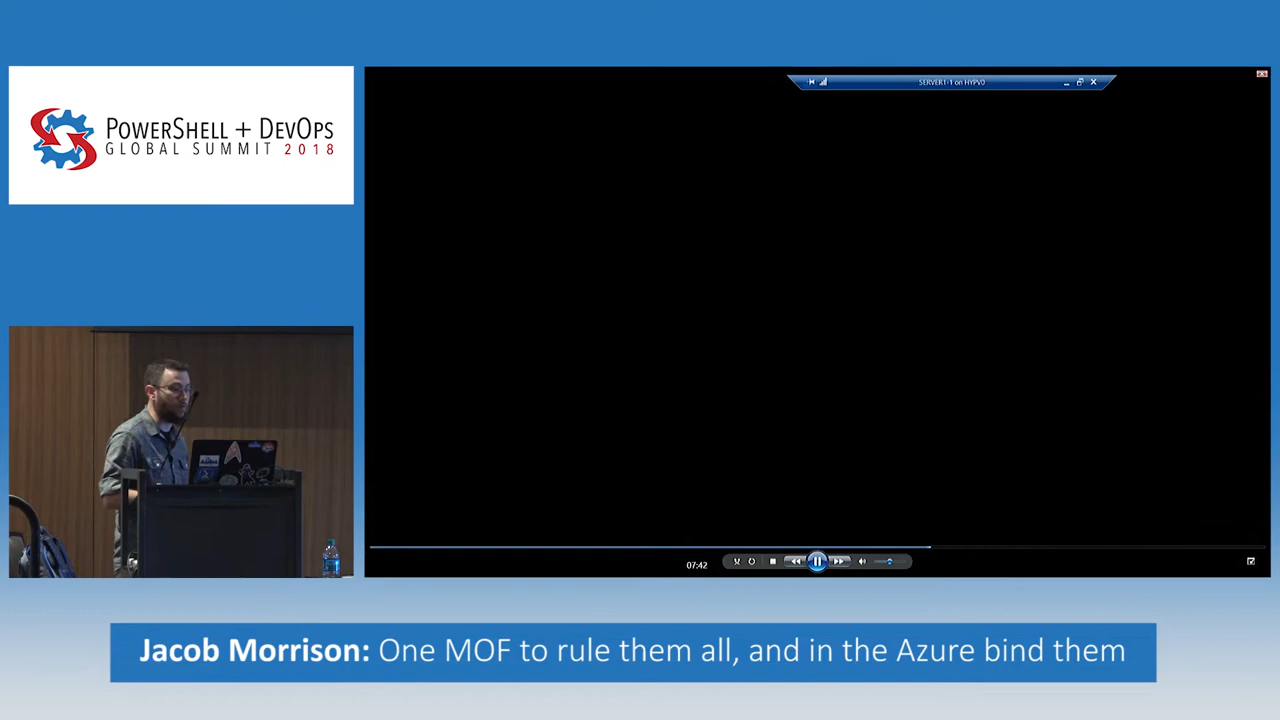 POWERSHELL + DEVOPS
GLOBAL SUMMIT 2018
SERVER1-1 on HYPV0
07:42
Jacob Morrison: One MOF to rule them all, and in the Azure bind them